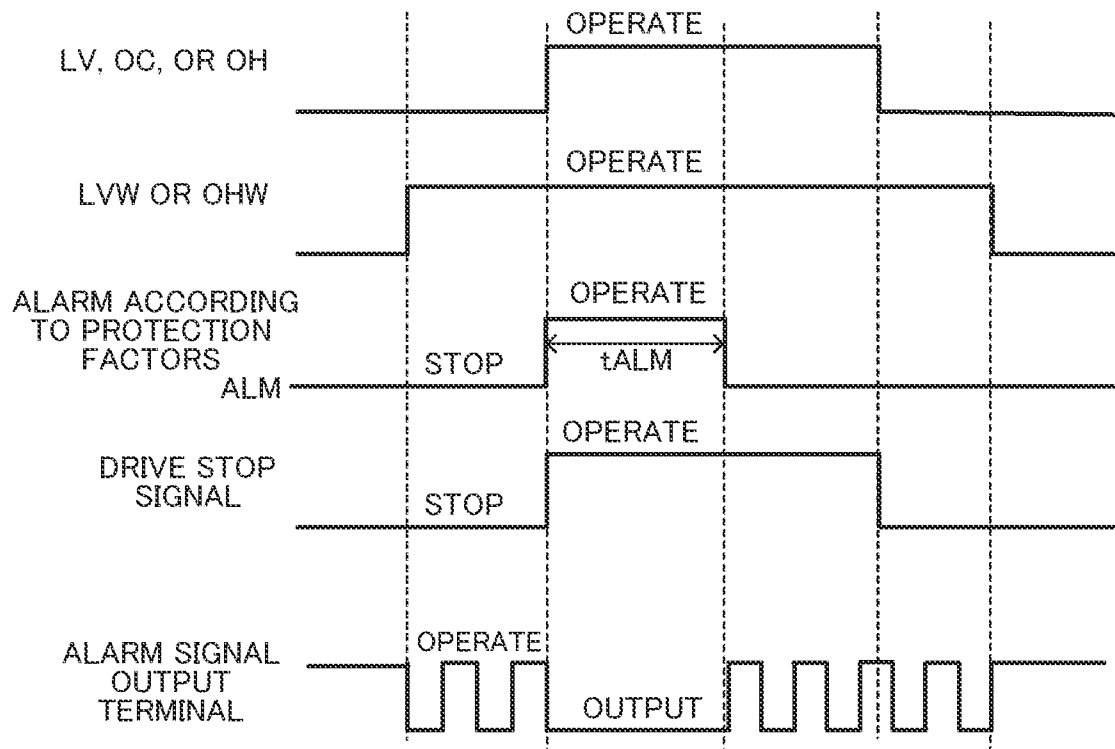 OPERATE
LV, OC, OR OH
OPERATE
LVW OR OHW
ALARM ACCORDING
TO PROTECTION
FACTORS
ALM
OPERATE
STOP
tALM
OPERATE
DRIVE STOP
SIGNAL
STOP
OPERATE
ALARM SIGNAL
OUTPUT
TERMINAL
OUTPUT